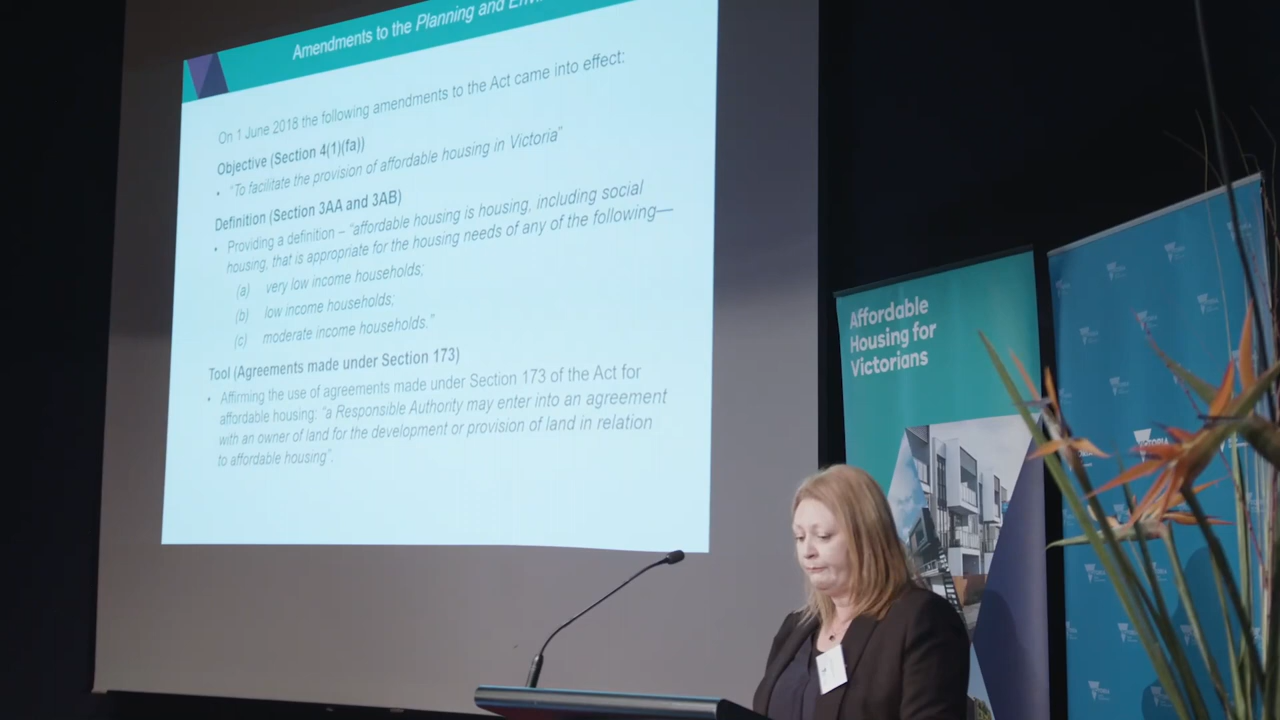 Amendments to the Planning and
On 1 June 2018 the following amendments to the Act came into effect:
Objective (Section 4(1)(fa))
• “To facilitate the provision of affordable housing in Victoria”
Definition (Section 3AA and 3AB)
• Providing a definition – “affordable housing is housing, including social
housing, that is appropriate for the housing needs of any of the following—
(a) very low income households;
(b) low income households;
(c) moderate income households.”
Tool (Agreements made under Section 173)
• Affirming the use of agreements made under Section 173 of the Act for
affordable housing: “a Responsible Authority may enter into an agreement
with an owner of land for the development or provision of land in relation
to affordable housing”.
Affordable
Housing for
Victorians
VICTORIA